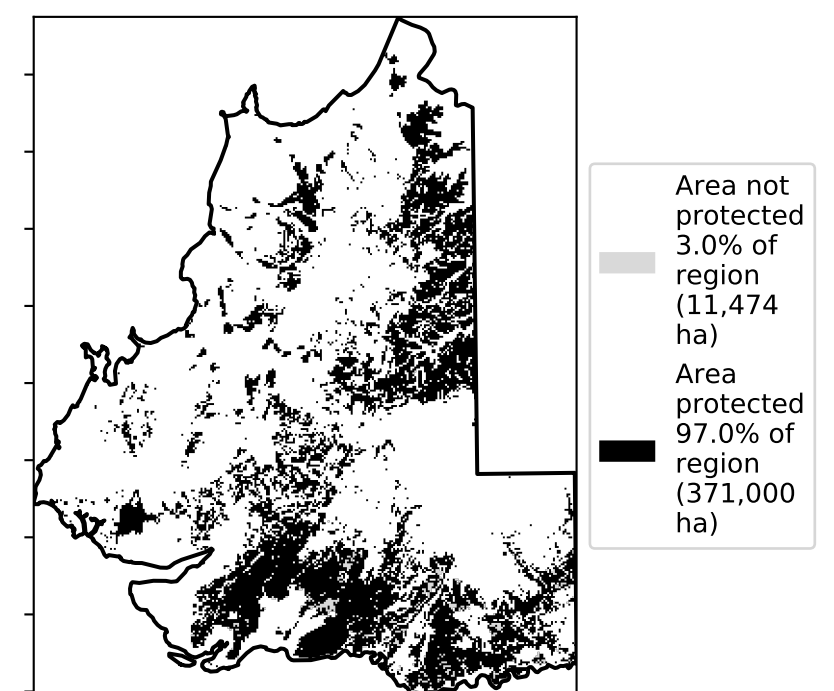 Area not
protected
3.0% of
region
(11,474
ha)
Area
protected
97.0% of
region
(371,000
ha)